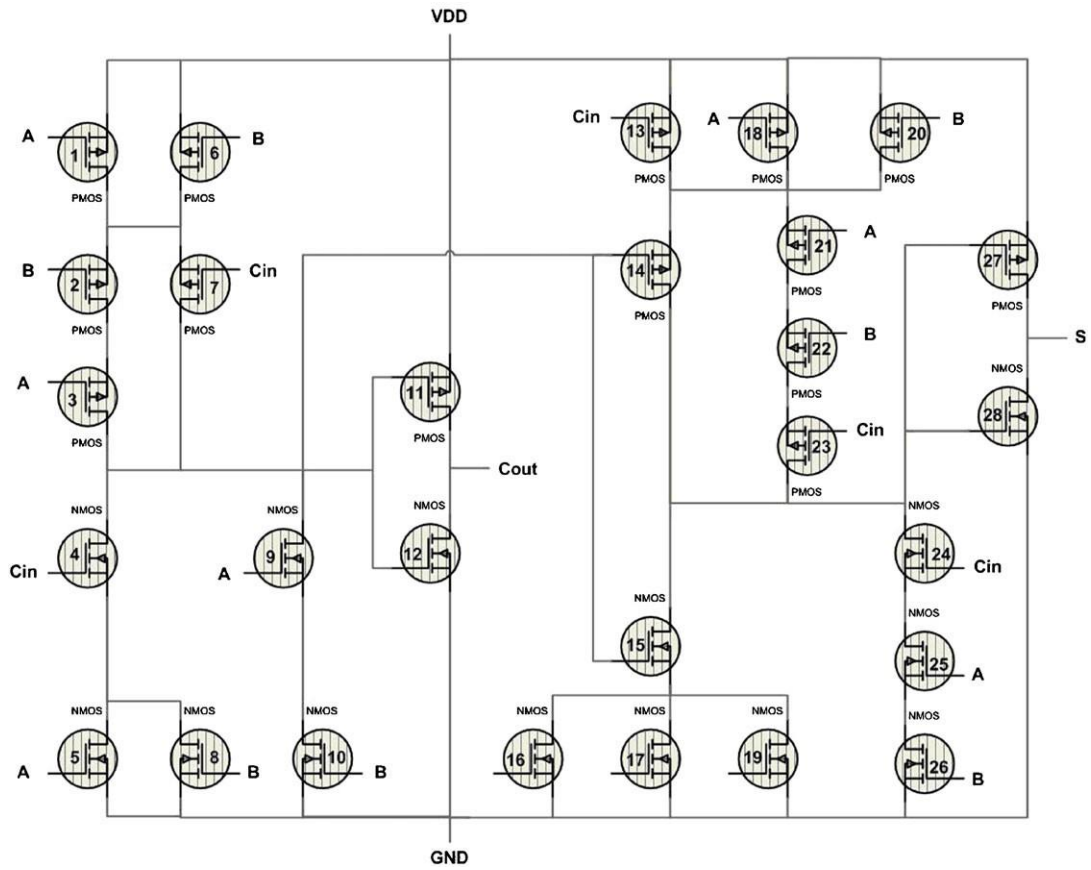 VDD
A 1 PMOS
6 B PMOS
Cin 13 PMOS
A 18 PMOS
20 B PMOS
B 2 PMOS
7 Cin PMOS
14 PMOS
21 A
27 PMOS
A 3 PMOS
11 PMOS
22 B
S
NMOS 28
23 Cin PMOS
Cout
NMOS 4 Cin
NMOS 9 A
NMOS 12
NMOS 24 Cin
NMOS 15
25 A
NMOS
NMOS 5 A
NMOS 8 B
NMOS 10 B
NMOS 16
NMOS 17
NMOS 19
NMOS 26 B
GND